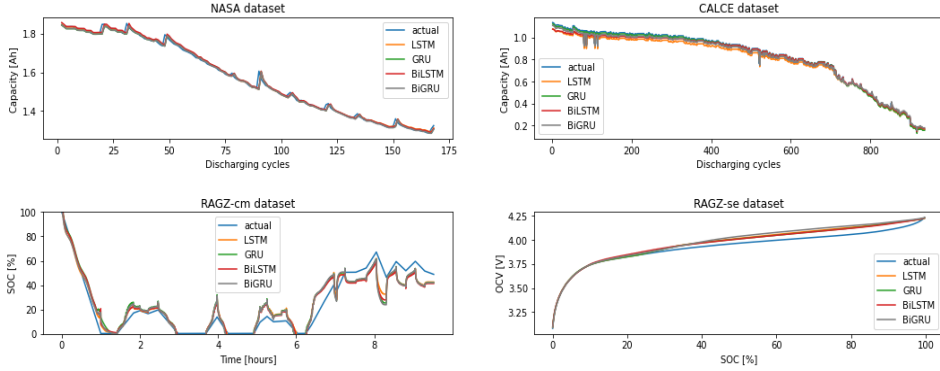 NASA dataset
Capacity [Ah]
1.8
1.6
1.4
0
25
50
75
100
125
150
175
Discharging cycles
actual
LSTM
GRU
BiLSTM
BiGRU
CALCE dataset
Capacity [Ah]
1.0
0.8
0.6
0.4
0.2
0
200
400
600
800
Discharging cycles
actual
LSTM
GRU
BiLSTM
BiGRU
RAGZ-cm dataset
SOC [%]
100
80
60
40
20
0
0
2
4
6
8
Time [hours]
actual
LSTM
GRU
BiLSTM
BiGRU
RAGZ-se dataset
OCV [V]
4.25
4.00
3.75
3.50
3.25
0
20
40
60
80
100
SOC [%]
actual
LSTM
GRU
BiLSTM
BiGRU